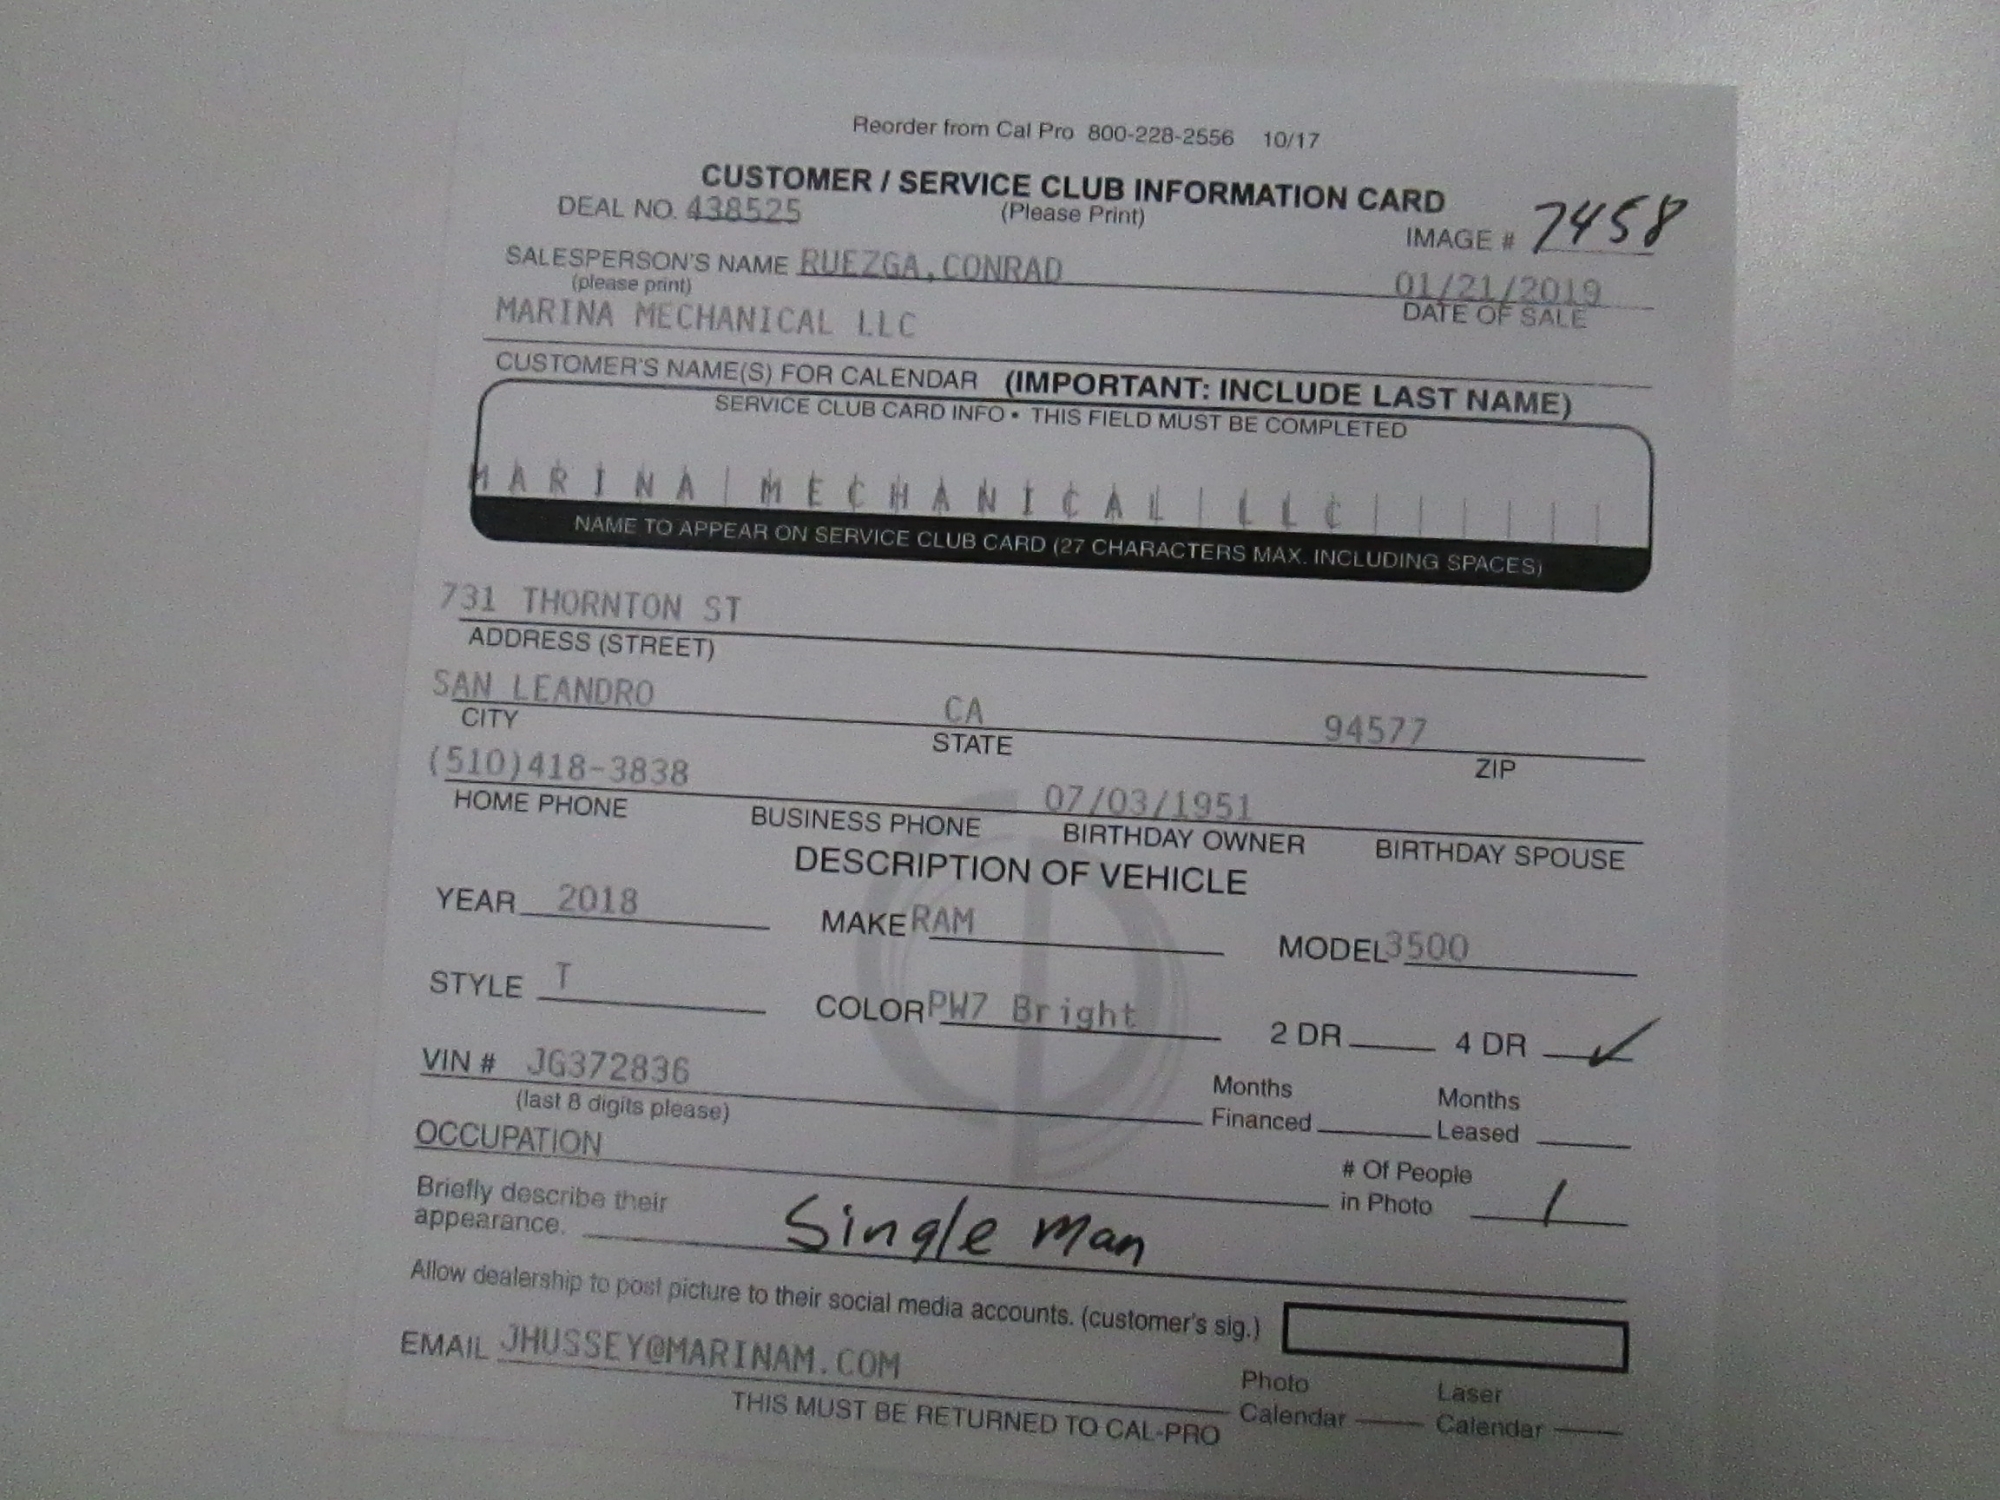 Reorder from Cal Pro 800-228-2556 10/17
CUSTOMER / SERVICE CLUB INFORMATION CARD
DEAL NO. 438525 (Please Print) IMAGE # 7458
SALESPERSON'S NAME RUEZGA, CONRAD 01/21/2019
(please print) DATE OF SALE
MARINA MECHANICAL LLC
CUSTOMER'S NAME(S) FOR CALENDAR (IMPORTANT: INCLUDE LAST NAME)
SERVICE CLUB CARD INFO • THIS FIELD MUST BE COMPLETED
MARINA MECHANICAL LLC
NAME TO APPEAR ON SERVICE CLUB CARD (27 CHARACTERS MAX. INCLUDING SPACES)
731 THORNTON ST
ADDRESS (STREET)
SAN LEANDRO CA 94577
CITY STATE ZIP
(510)418-3838 07/03/1951
HOME PHONE BUSINESS PHONE BIRTHDAY OWNER BIRTHDAY SPOUSE
DESCRIPTION OF VEHICLE
YEAR 2018 MAKE RAM MODEL 3500
STYLE T COLOR PW7 Bright 2 DR 4 DR ✓
VIN # JG372836 Months Financed Months Leased
(last 8 digits please)
OCCUPATION # Of People in Photo 1
Briefly describe their appearance. Single Man
Allow dealership to post picture to their social media accounts. (customer's sig.)
EMAIL JHUSSEY@MARINAM.COM Photo Calendar Laser Calendar
THIS MUST BE RETURNED TO CAL-PRO